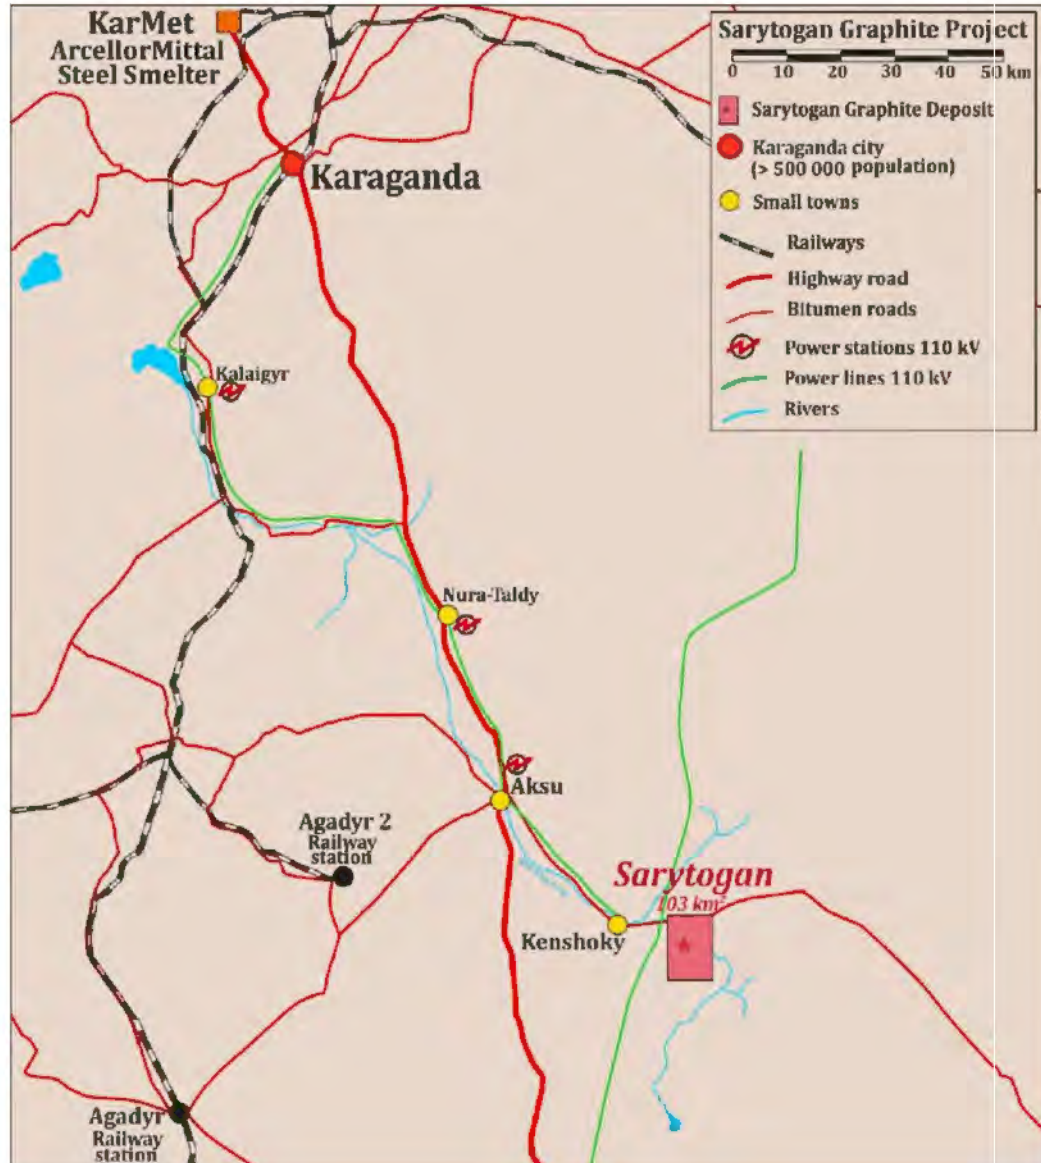 KarMet
ArcellorMittal
Steel Smelter
Karaganda
Sarytogan Graphite Project
0 10 20 30 40 50 km
Sarytogan Graphite Deposit
Karaganda city
(> 500 000 population)
Small towns
Railways
Highway road
Bitumen roads
Power stations 110 kV
Power lines 110 kV
Rivers
Kalaigyr
Nura-Taldy
Aksu
Agadyr 2
Railway
station
Sarytogan
103 km²
Kenshoky
Agadyr
Railway
station